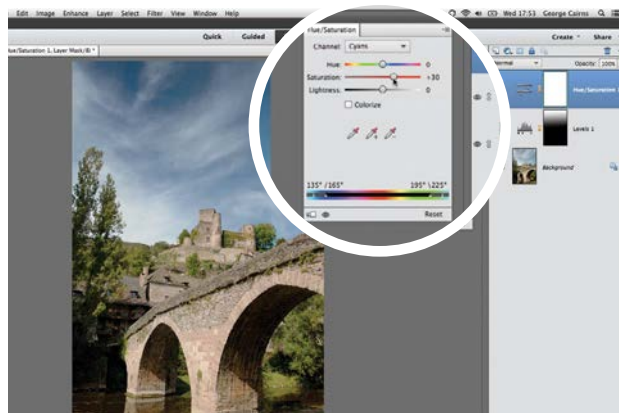 Edit Image Enhance Layer Select Filter View Window Help
Wed 17:53 George Cairns
Quick Guided
Create Share
Hue/Saturation 1, Layer Mask/8) *
Hue/Saturation
Channel: Cyans
Hue: 0
Saturation: +30
Lightness: 0
Colorize
135° /165° 195° \225°
Reset
Normal Opacity: 100%
Hue/Saturation 1
Levels 1
Background